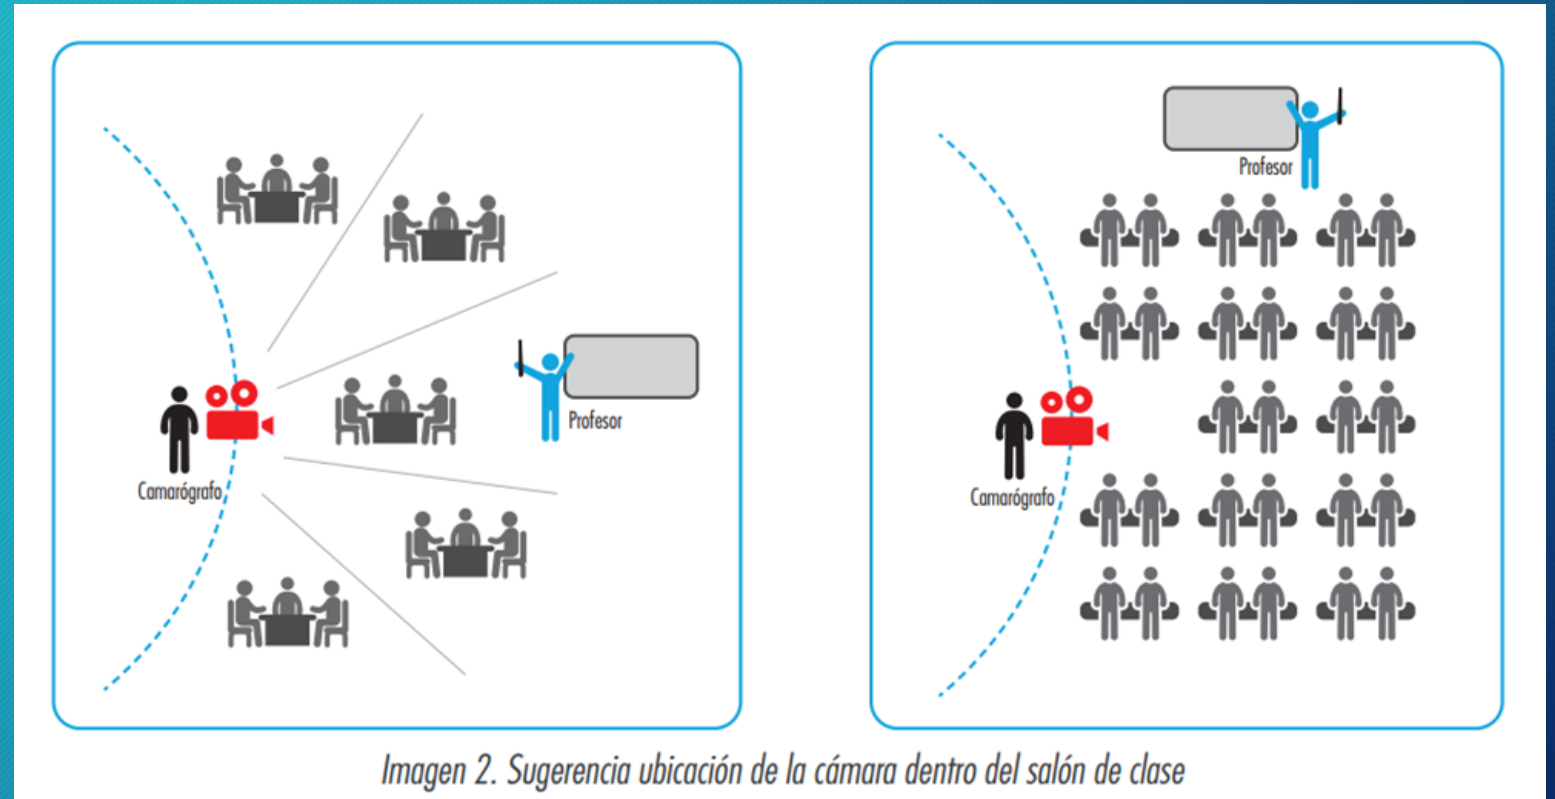 Profesor
Camarógrafo
Profesor
Camarógrafo
Imagen 2. Sugerencia ubicación de la cámara dentro del salón de clase